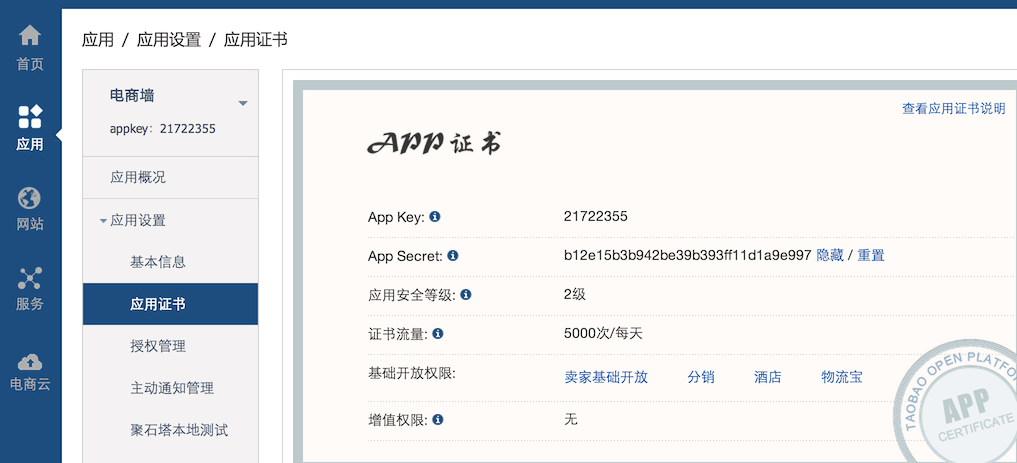 首页
应用
网站
服务
电商云
应用 / 应用设置 / 应用证书
电商墙
appkey: 21722355
应用概况
应用设置
基本信息
应用证书
授权管理
主动通知管理
聚石塔本地测试
查看应用证书说明
APP 证书
App Key: 21722355
App Secret: b12e15b3b942be39b393ff11d1a9e997 隐藏 / 重置
应用安全等级: 2级
证书流量: 5000次/每天
基础开放权限: 卖家基础开放 分销 酒店 物流宝
增值权限: 无
TAOBAO OPEN PLATFO
APP
CERTIFICATE